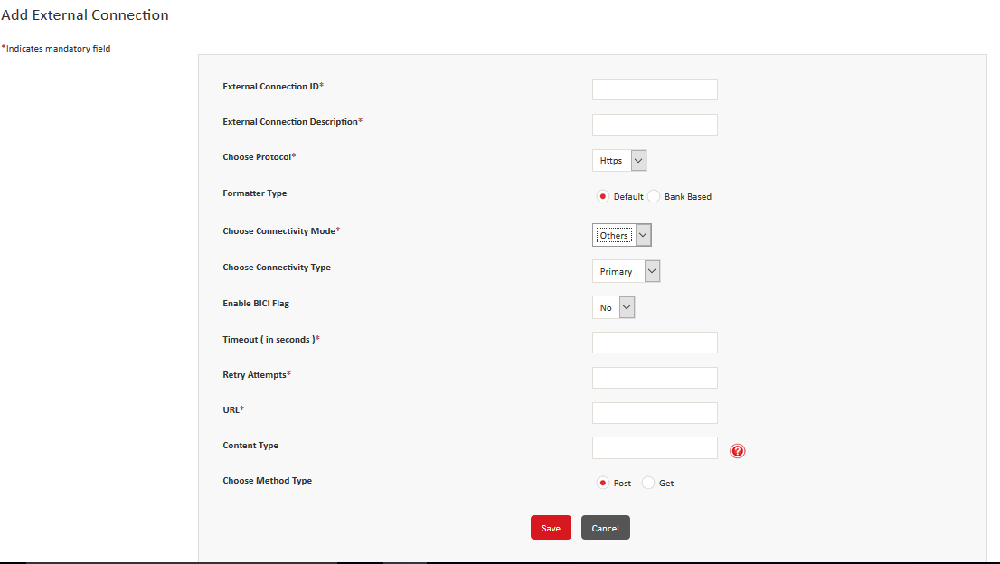 Add External Connection
*Indicates mandatory field
External Connection ID*
External Connection Description*
Choose Protocol* Https
Formatter Type Default Bank Based
Choose Connectivity Mode* Others
Choose Connectivity Type Primary
Enable BICI Flag No
Timeout ( in seconds )*
Retry Attempts*
URL*
Content Type ?
Choose Method Type Post Get
Save Cancel